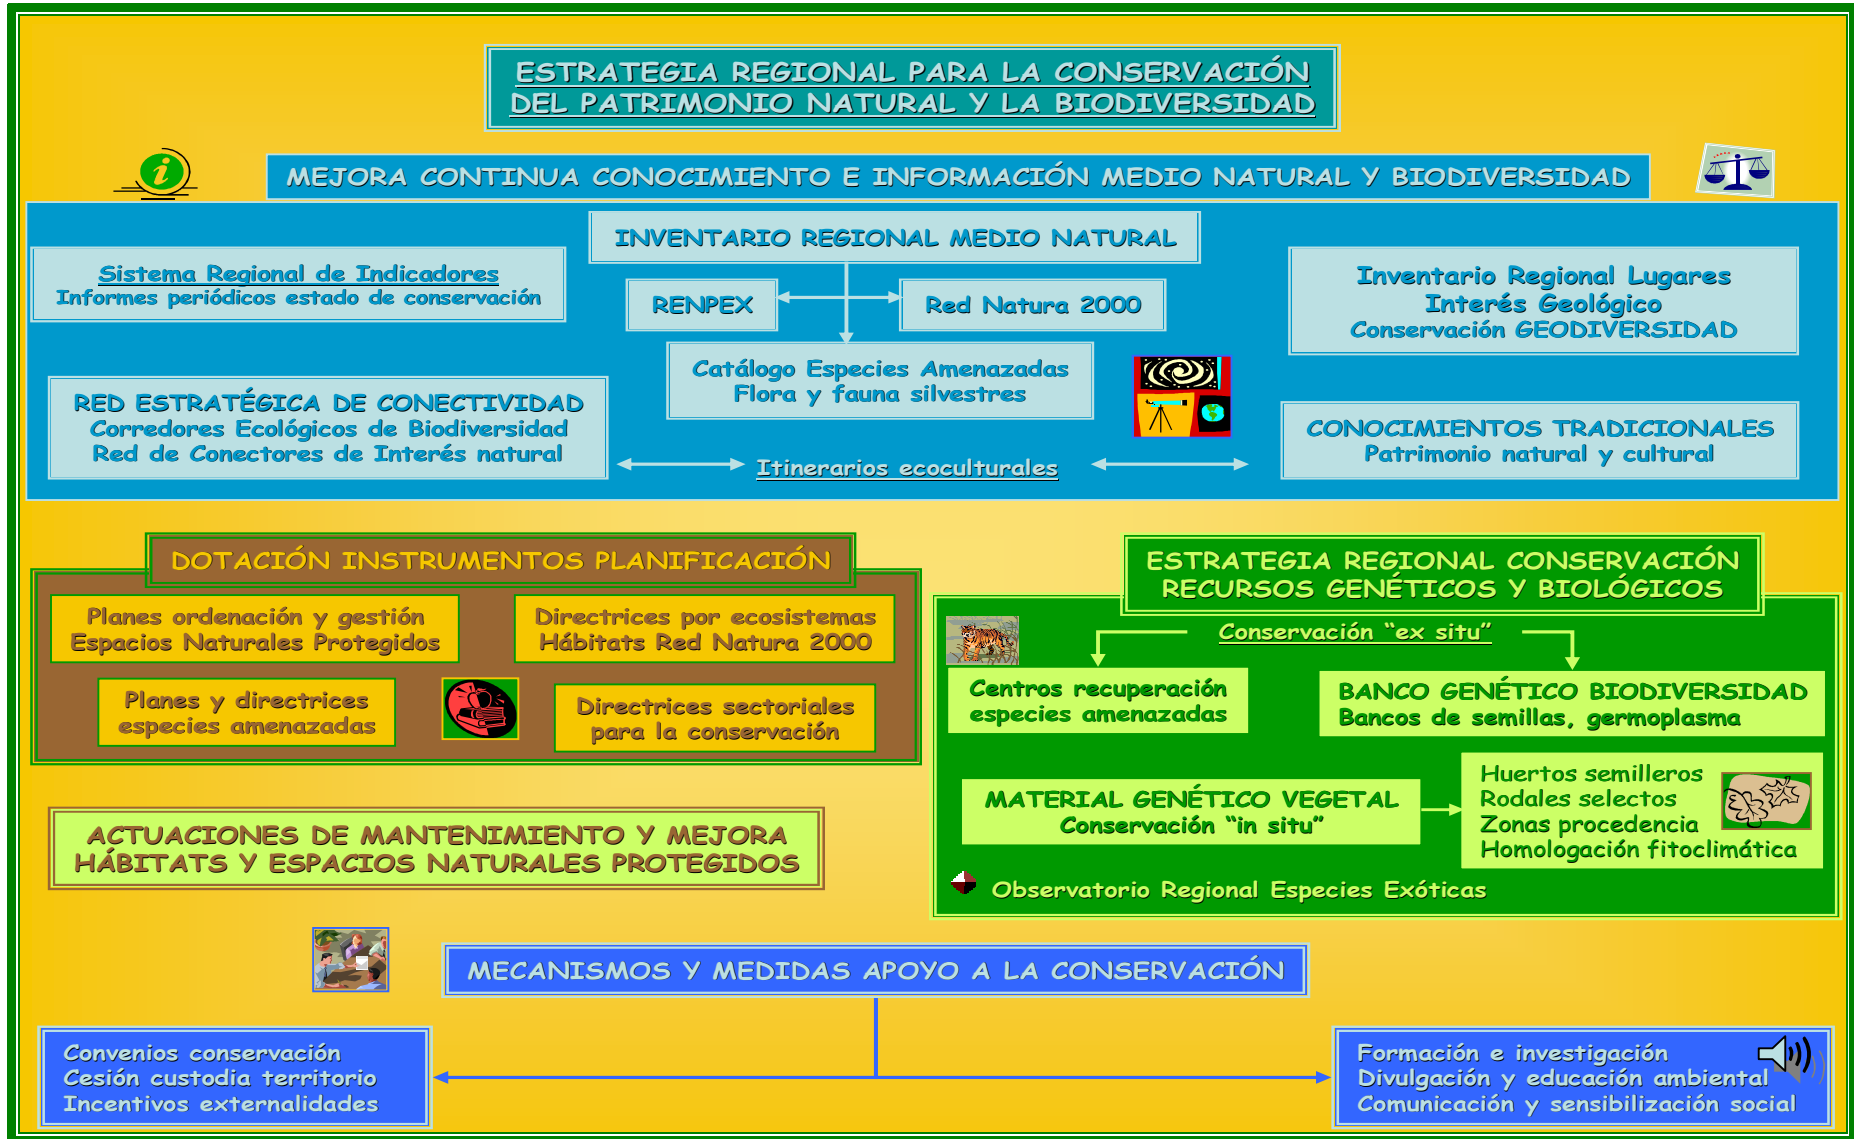 ESTRATEGIA REGIONAL PARA LA CONSERVACIÓN
DEL PATRIMONIO NATURAL Y LA BIODIVERSIDAD
i
MEJORA CONTINUA CONOCIMIENTO E INFORMACIÓN MEDIO NATURAL Y BIODIVERSIDAD
INVENTARIO REGIONAL MEDIO NATURAL
Sistema Regional de Indicadores
Informes periódicos estado de conservación
RENPEX
Red Natura 2000
Inventario Regional Lugares
Interés Geológico
Conservación GEODIVERSIDAD
Catálogo Especies Amenazadas
Flora y fauna silvestres
RED ESTRATÉGICA DE CONECTIVIDAD
Corredores Ecológicos de Biodiversidad
Red de Conectores de Interés natural
Itinerarios ecoculturales
CONOCIMIENTOS TRADICIONALES
Patrimonio natural y cultural
DOTACIÓN INSTRUMENTOS PLANIFICACIÓN
Planes ordenación y gestión
Espacios Naturales Protegidos
Directrices por ecosistemas
Hábitats Red Natura 2000
Planes y directrices
especies amenazadas
Directrices sectoriales
para la conservación
ESTRATEGIA REGIONAL CONSERVACIÓN
RECURSOS GENÉTICOS Y BIOLÓGICOS
Conservación “ex situ”
Centros recuperación
especies amenazadas
BANCO GENÉTICO BIODIVERSIDAD
Bancos de semillas, germoplasma
MATERIAL GENÉTICO VEGETAL
Conservación “in situ”
Huertos semilleros
Rodales selectos
Zonas procedencia
Homologación fitoclimática
Observatorio Regional Especies Exóticas
ACTUACIONES DE MANTENIMIENTO Y MEJORA
HÁBITATS Y ESPACIOS NATURALES PROTEGIDOS
MECANISMOS Y MEDIDAS APOYO A LA CONSERVACIÓN
Convenios conservación
Cesión custodia territorio
Incentivos externalidades
Formación e investigación
Divulgación y educación ambiental
Comunicación y sensibilización social